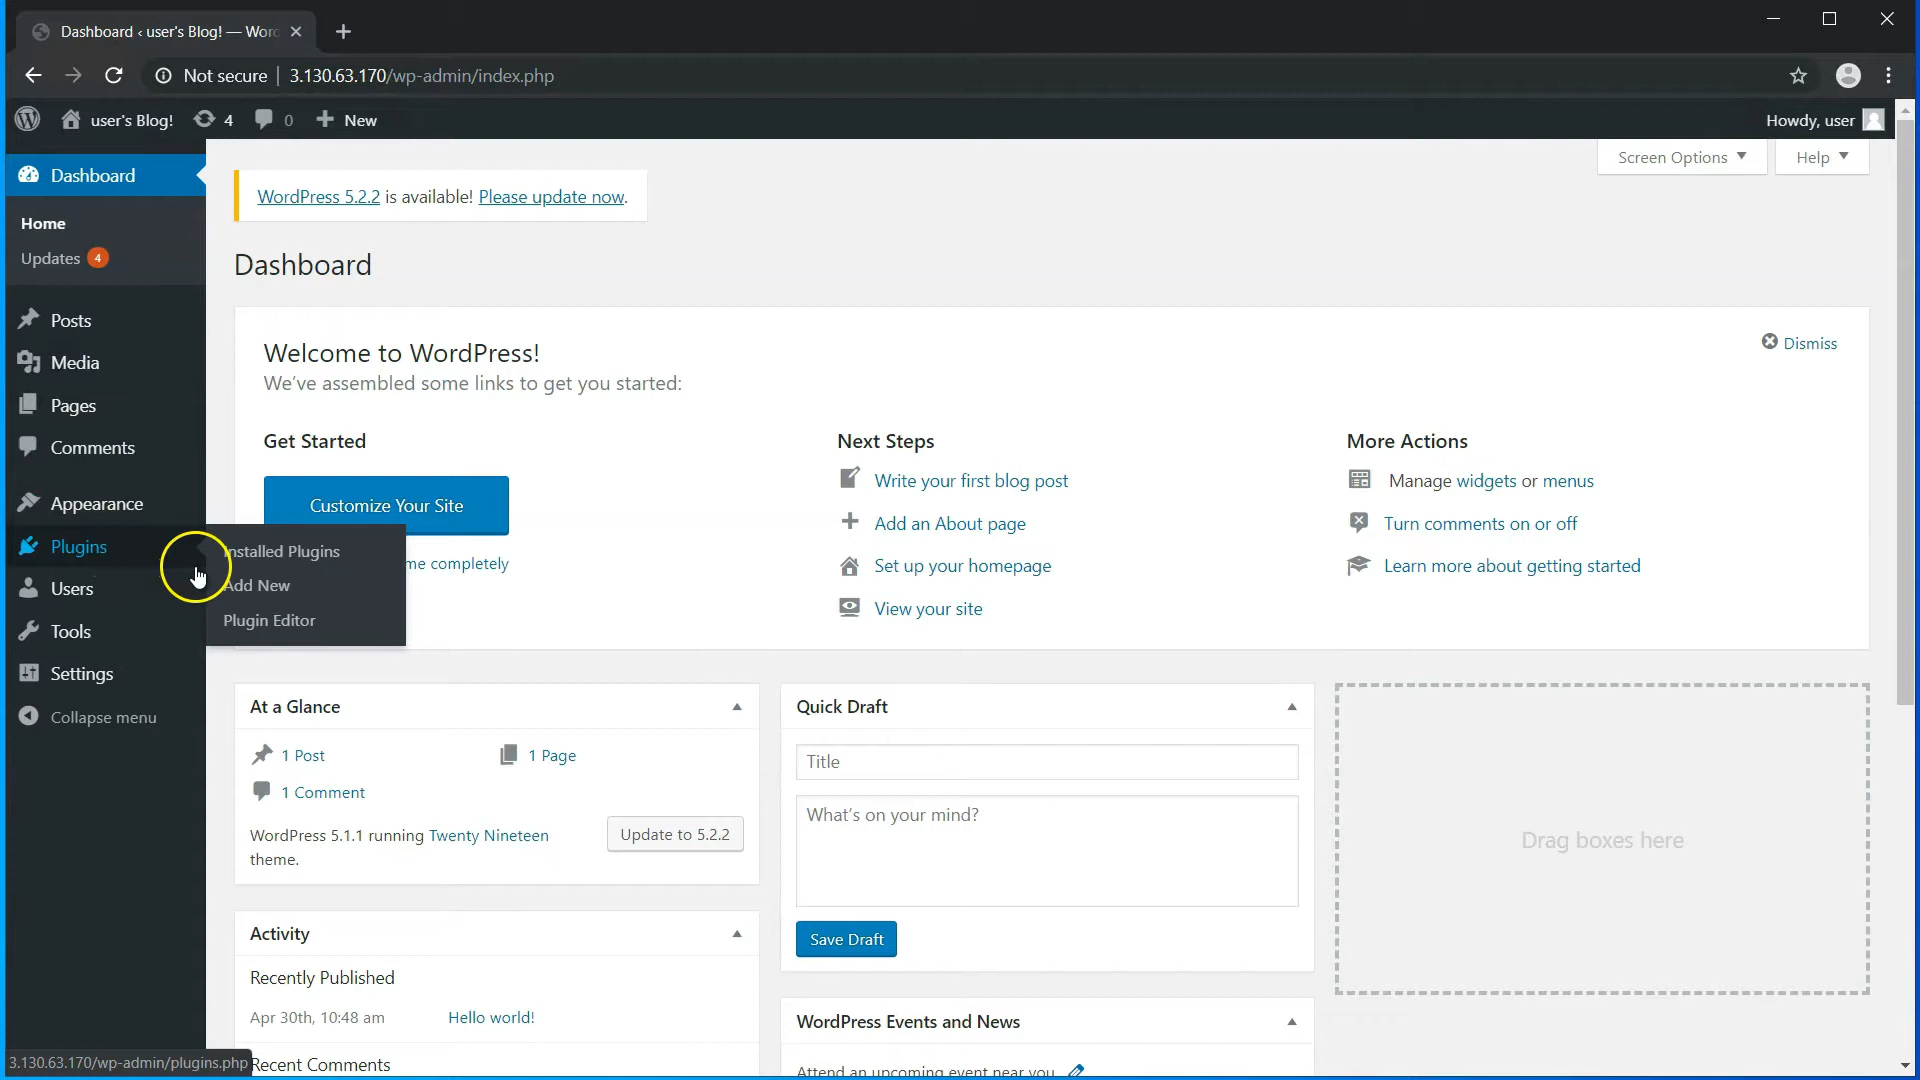 Dashboard ‹ user's Blog! — Worc
Not secure | 3.130.63.170/wp-admin/index.php
user's Blog! 4 0 New
Howdy, user
Screen Options Help
Dashboard
Home
Updates 4
Posts
Media
Pages
Comments
Appearance
Plugins
Users
Tools
Settings
Collapse menu
Installed Plugins
Add New
Plugin Editor
WordPress 5.2.2 is available! Please update now.
Dashboard
Welcome to WordPress!
Dismiss
We've assembled some links to get you started:
Get Started
Customize Your Site
me completely
Next Steps
Write your first blog post
Add an About page
Set up your homepage
View your site
More Actions
Manage widgets or menus
Turn comments on or off
Learn more about getting started
At a Glance
1 Post
1 Page
1 Comment
WordPress 5.1.1 running Twenty Nineteen
theme.
Update to 5.2.2
Activity
Recently Published
Apr 30th, 10:48 am Hello world!
Recent Comments
Quick Draft
Title
What's on your mind?
Save Draft
WordPress Events and News
Attend an upcoming event near you.
Drag boxes here
3.130.63.170/wp-admin/plugins.php